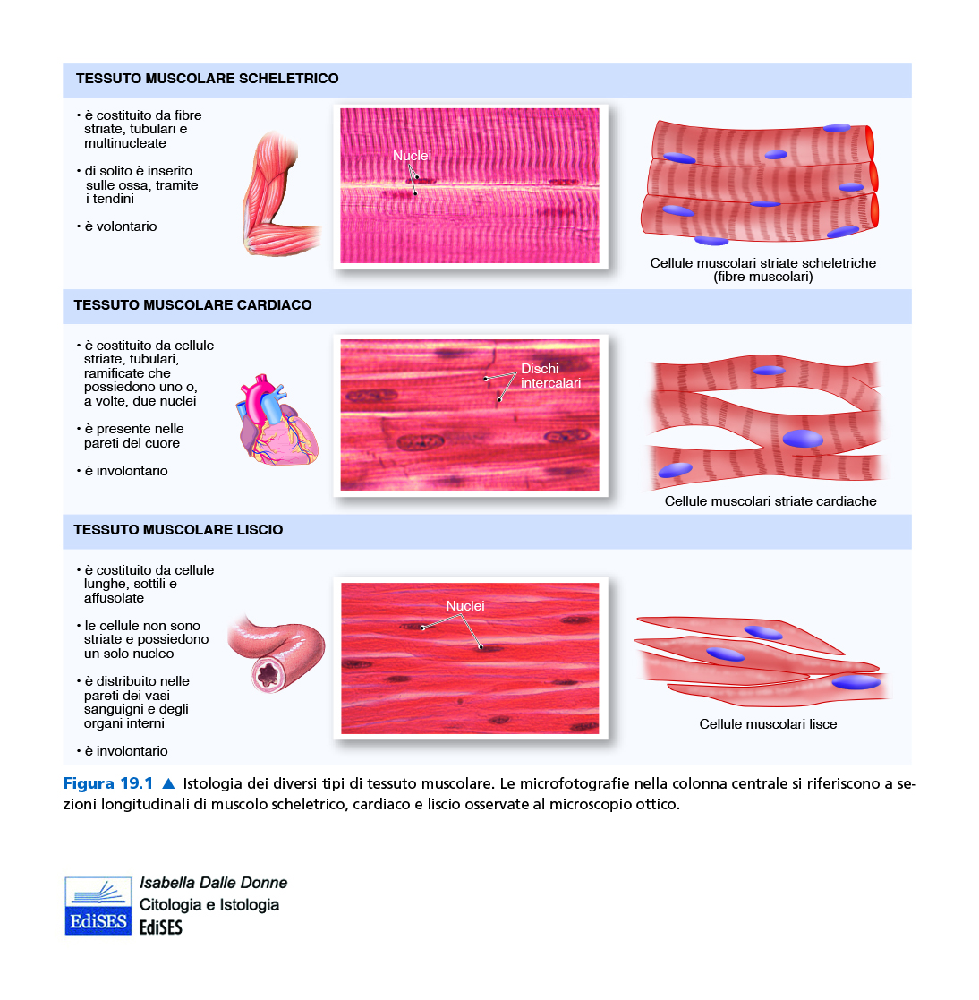 TESSUTO MUSCOLARE SCHELETRICO
• è costituito da fibre
striate, tubulari e
multinucleate
• di solito è inserito
sulle ossa, tramite
i tendini
• è volontario
Nuclei
Cellule muscolari striate scheletriche
(fibre muscolari)
TESSUTO MUSCOLARE CARDIACO
• è costituito da cellule
striate, tubulari,
ramificate che
possiedono uno o,
a volte, due nuclei
• è presente nelle
pareti del cuore
• è involontario
Dischi
intercalari
Cellule muscolari striate cardiache
TESSUTO MUSCOLARE LISCIO
• è costituito da cellule
lunghe, sottili e
affusolate
• le cellule non sono
striate e possiedono
un solo nucleo
• è distribuito nelle
pareti dei vasi
sanguigni e degli
organi interni
• è involontario
Nuclei
Cellule muscolari lisce
Figura 19.1 ▲ Istologia dei diversi tipi di tessuto muscolare. Le microfotografie nella colonna centrale si riferiscono a se-
zioni longitudinali di muscolo scheletrico, cardiaco e liscio osservate al microscopio ottico.
EdiSES
Isabella Dalle Donne
Citologia e Istologia
EdiSES